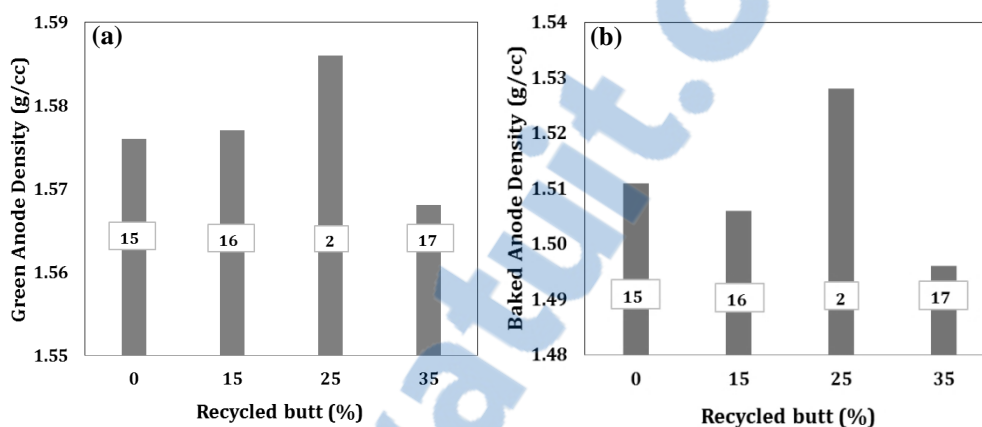 (a)
Green Anode Density (g/cc)
1.59
1.58
1.57
1.56
1.55
15
16
2
17
0 15 25 35
Recycled butt (%)
(b)
Baked Anode Density (g/cc)
1.54
1.53
1.52
1.51
1.50
1.49
1.48
15
16
2
17
0 15 25 35
Recycled butt (%)